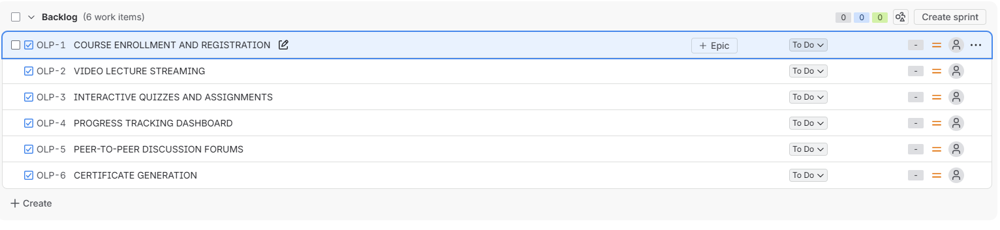 Backlog (6 work items) 0 0 0 Create sprint
OLP-1 COURSE ENROLLMENT AND REGISTRATION + Epic To Do -
OLP-2 VIDEO LECTURE STREAMING To Do -
OLP-3 INTERACTIVE QUIZZES AND ASSIGNMENTS To Do -
OLP-4 PROGRESS TRACKING DASHBOARD To Do -
OLP-5 PEER-TO-PEER DISCUSSION FORUMS To Do -
OLP-6 CERTIFICATE GENERATION To Do -
+ Create